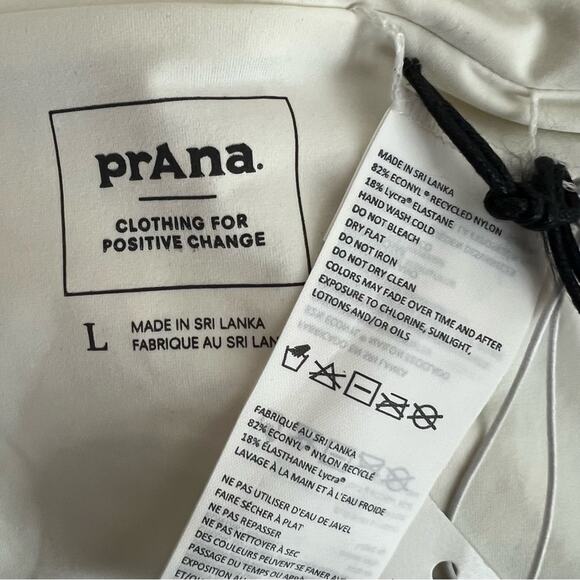 prAna.
CLOTHING FOR
POSITIVE CHANGE
L
MADE IN SRI LANKA
FABRIQUE AU SRI LAN
MADE IN SRI LANKA
82% ECONYL® RECYCLED NYLON
18% Lycra® ELASTANE
HAND WASH COLD
DO NOT BLEACH
DRY FLAT
DO NOT IRON
DO NOT DRY CLEAN
COLORS MAY FADE OVER TIME AND AFTER
EXPOSURE TO CHLORINE, SUNLIGHT,
LOTIONS AND/OR OILS
FABRIQUÉ AU SRI LANKA
82% ECONYL® NYLON RECYCLÉ
18% ÉLASTHANNE Lycra®
LAVAGE À LA MAIN ET À L'EAU FROIDE
NE PAS UTILISER D'EAU DE JAVEL
FAIRE SÉCHER À PLAT
NE PAS REPASSER
NE PAS NETTOYER À SEC
DES COULEURS PEUVENT SE FANER AVEC
PASSAGE DU TEMPS OU APRÈS
EXPOSITION AU
ET/OU